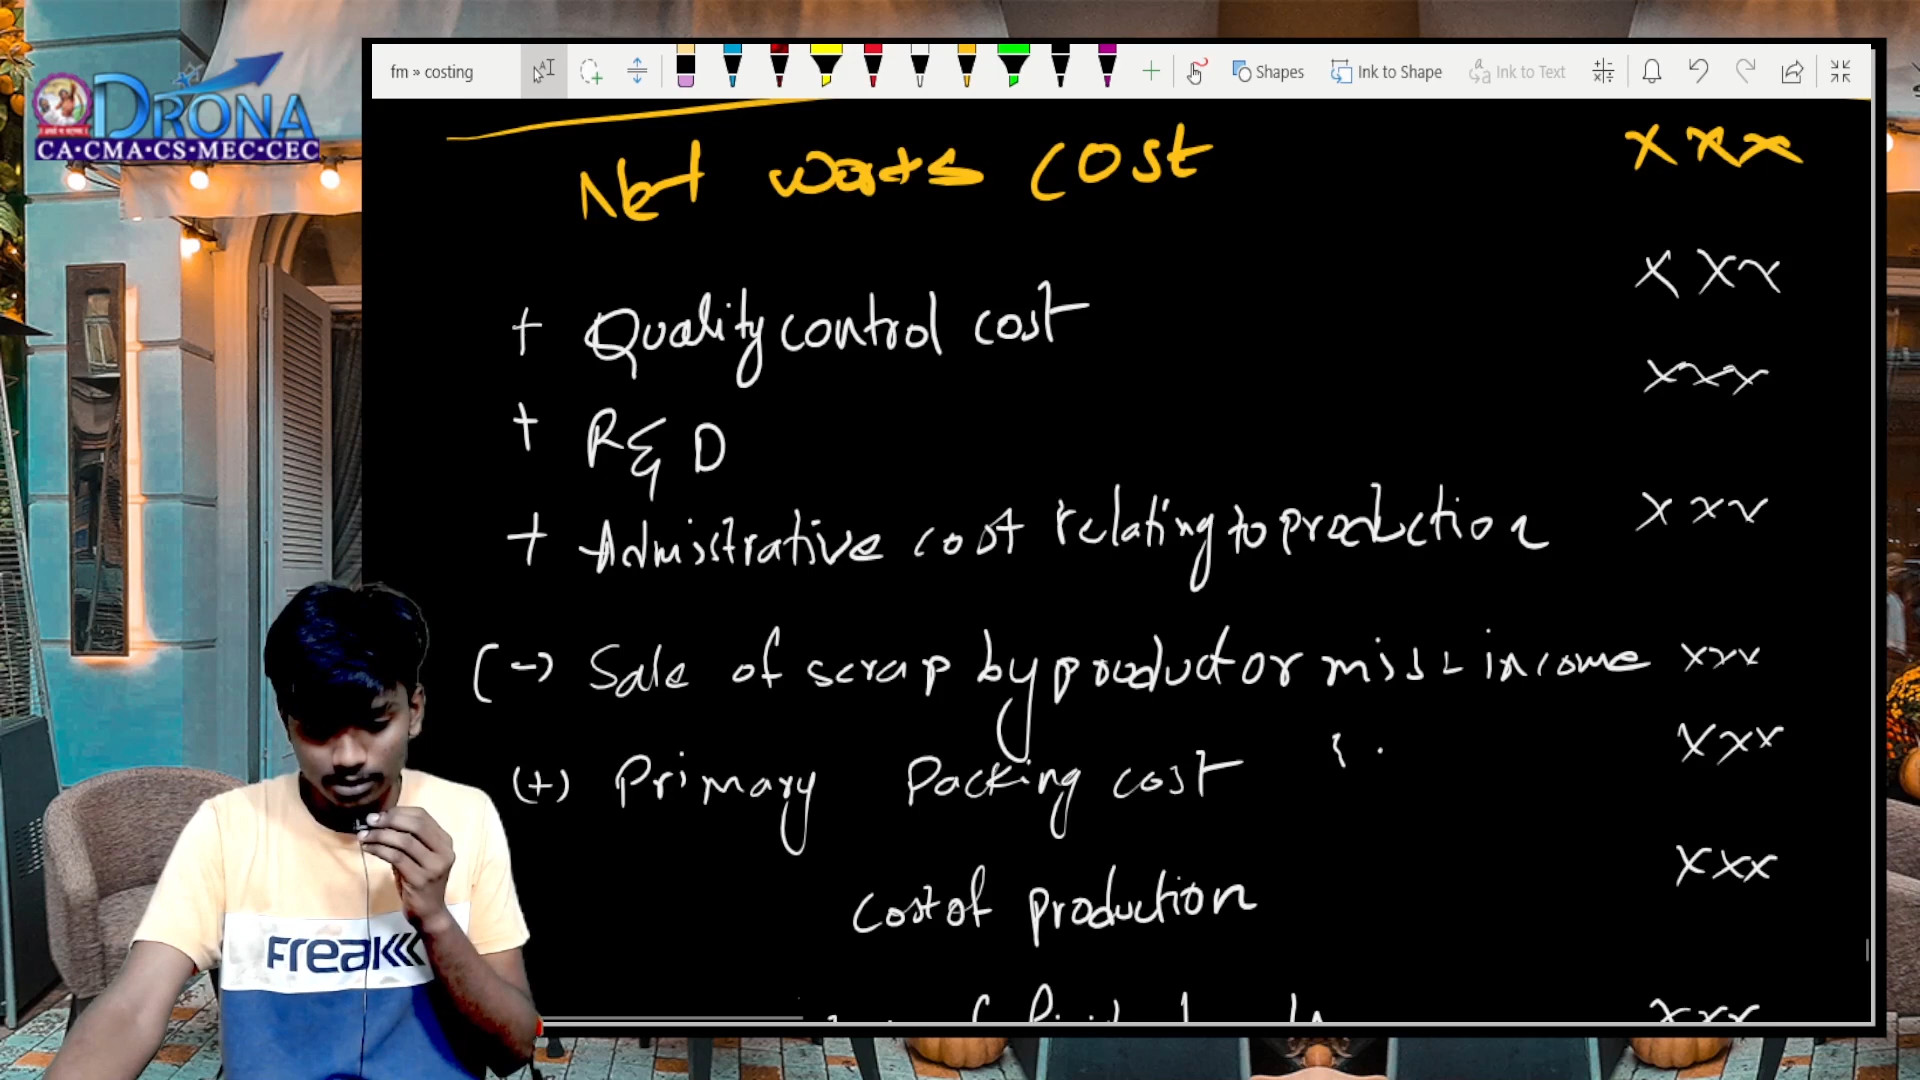 DRONA
CA•CMA•CS•MEC•CEC
fm » costing
Shapes
Ink to Shape
Ink to Text
Net works cost xxx
+ Quality control cost xxx
+ R & D xxx
+ Admistrative cost relating to production xxx
(-) Sale of scrap by product or miss - income xxx
(+) Primary Packing cost ( . xxx
cost of production xxx
xxx
Freak